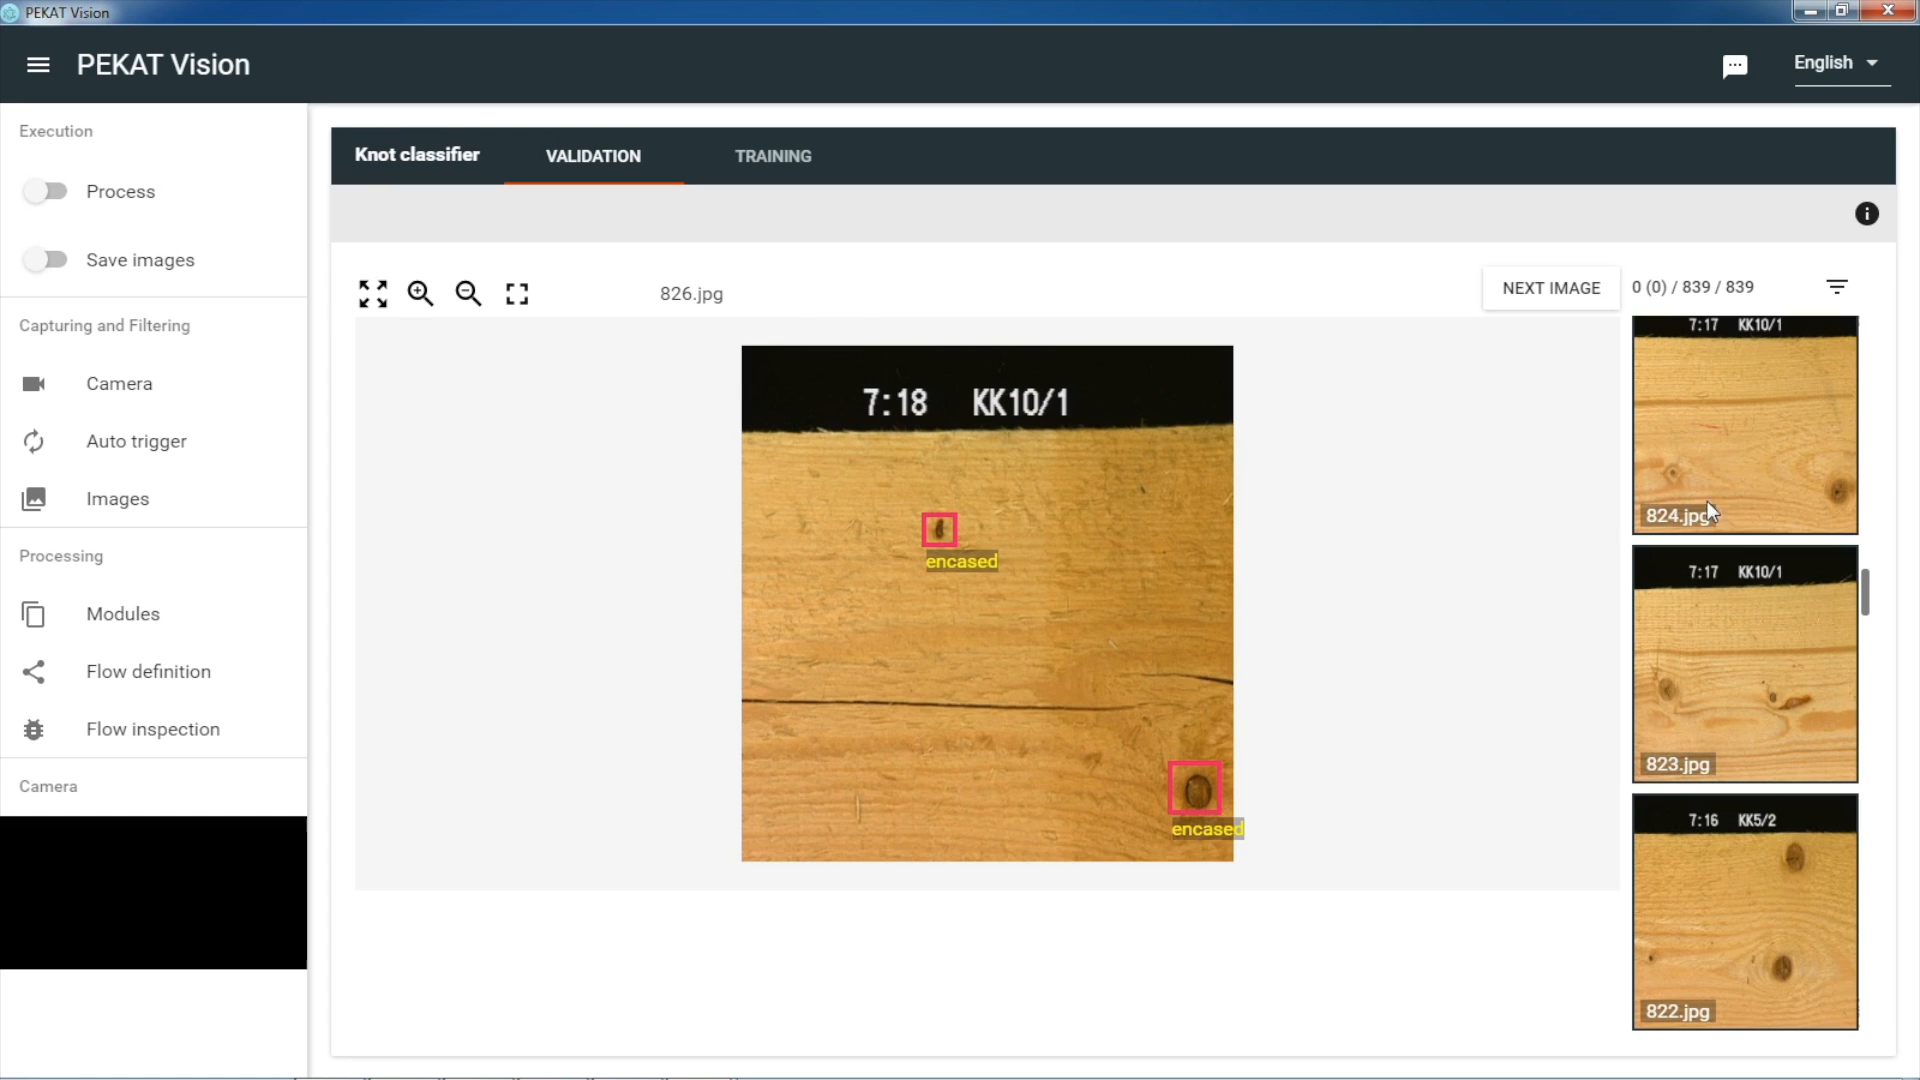 PEKAT Vision
PEKAT Vision
English
Execution
Process
Save images
Capturing and Filtering
Camera
Auto trigger
Images
Processing
Modules
Flow definition
Flow inspection
Camera
Knot classifier
VALIDATION
TRAINING
826.jpg
NEXT IMAGE
0 (0) / 839 / 839
7:18 KK10/1
encased
encased
7:17 KK10/1
824.jpg
7:17 KK10/1
823.jpg
7:16 KK5/2
822.jpg